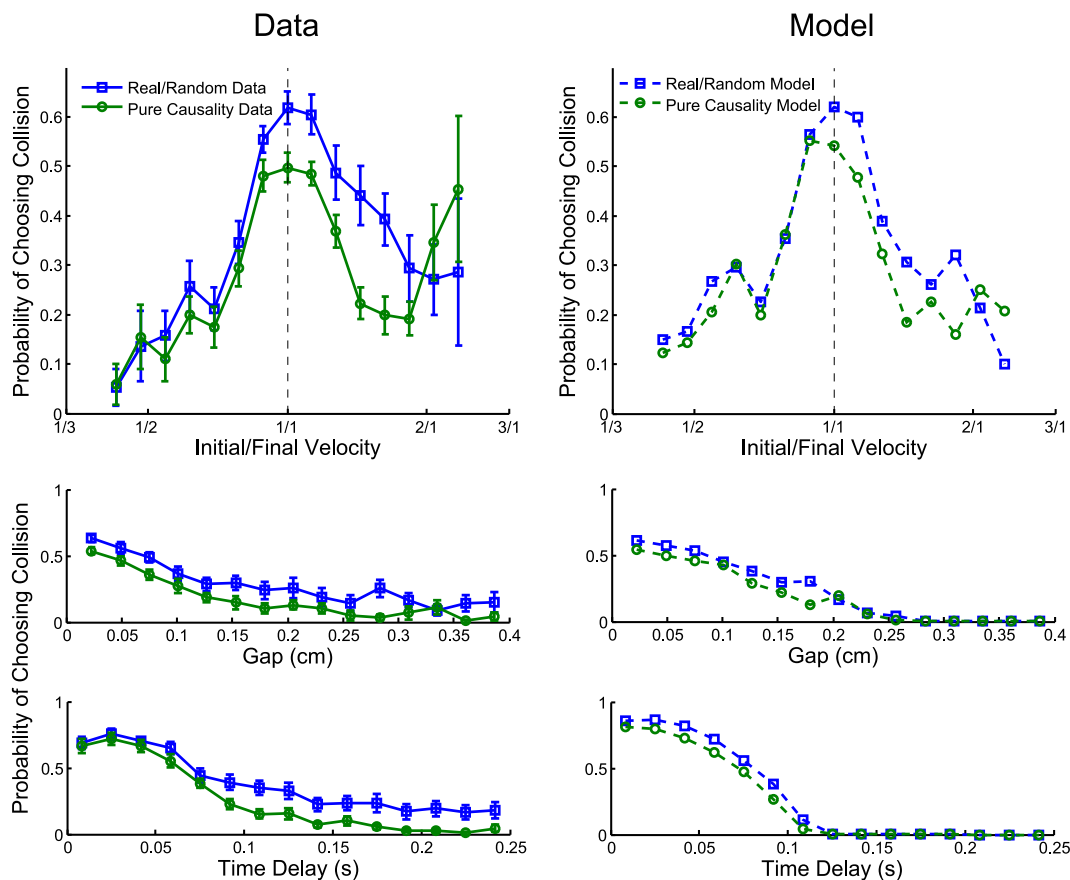 Data
Model
Probability of Choosing Collision
0.6
0.5
0.4
0.3
0.2
0.1
0
Real/Random Data
Pure Causality Data
1/3
1/2
1/1
2/1
3/1
Initial/Final Velocity
Probability of Choosing Collision
0.6
0.5
0.4
0.3
0.2
0.1
0
Real/Random Model
Pure Causality Model
1/3
1/2
1/1
2/1
3/1
Initial/Final Velocity
Probability of Choosing Collision
1
0.5
0
0 0.05 0.1 0.15 0.2 0.25 0.3 0.35 0.4
Gap (cm)
1
0.5
0
0 0.05 0.1 0.15 0.2 0.25 0.3 0.35 0.4
Gap (cm)
1
0.5
0
0 0.05 0.1 0.15 0.2 0.25
Time Delay (s)
1
0.5
0
0 0.05 0.1 0.15 0.2 0.25
Time Delay (s)